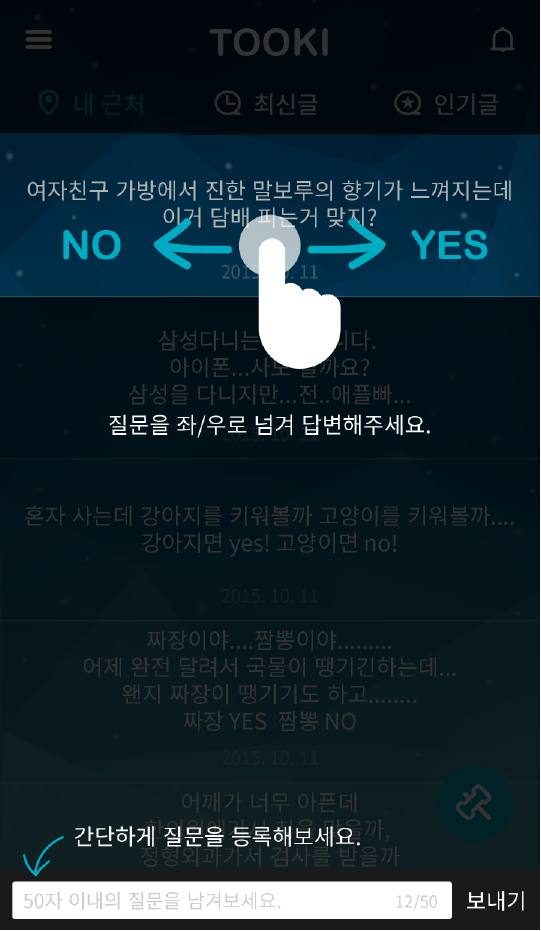 TOOKI
내 근처
최신글
인기글
여자친구 가방에서 진한 말보루의 향기가 느껴지는데
이거 담배 피는거 맞지?
NO
YES
2015. 10. 11
삼성다니는
니다.
아이폰...사도 될까요?
삼성을 다니지만...전..애플빠...
질문을 좌/우로 넘겨 답변해주세요.
2015. 10. 11
혼자 사는데 강아지를 키워볼까 고양이를 키워볼까....
강아지면 yes! 고양이면 no!
2015. 10. 11
짜장이야....짬뽕이야.........
어제 완전 달려서 국물이 땡기긴하는데...
왠지 짜장이 땡기기도 하고........
짜장 YES 짬뽕 NO
2015. 10. 11
어깨가 너무 아픈데
간단하게 질문을 등록해보세요.
정형외과가서 검사를 받을까
50자 이내의 질문을 남겨보세요.
12/50
보내기